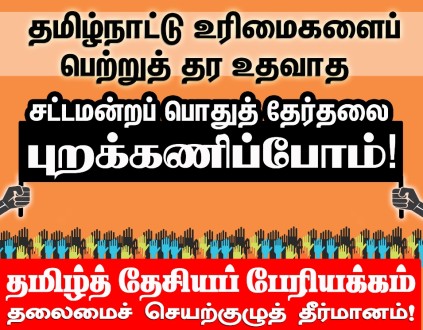 தமிழ்நாட்டு உரிமைகளைப்
பெற்றுத் தர உதவாத
சட்டமன்றப் பொதுத் தேர்தலை
புறக்கணிப்போம்!
தமிழ்த் தேசியப் பேரியக்கம்
தலைமைச் செயற்குழுத் தீர்மானம்!